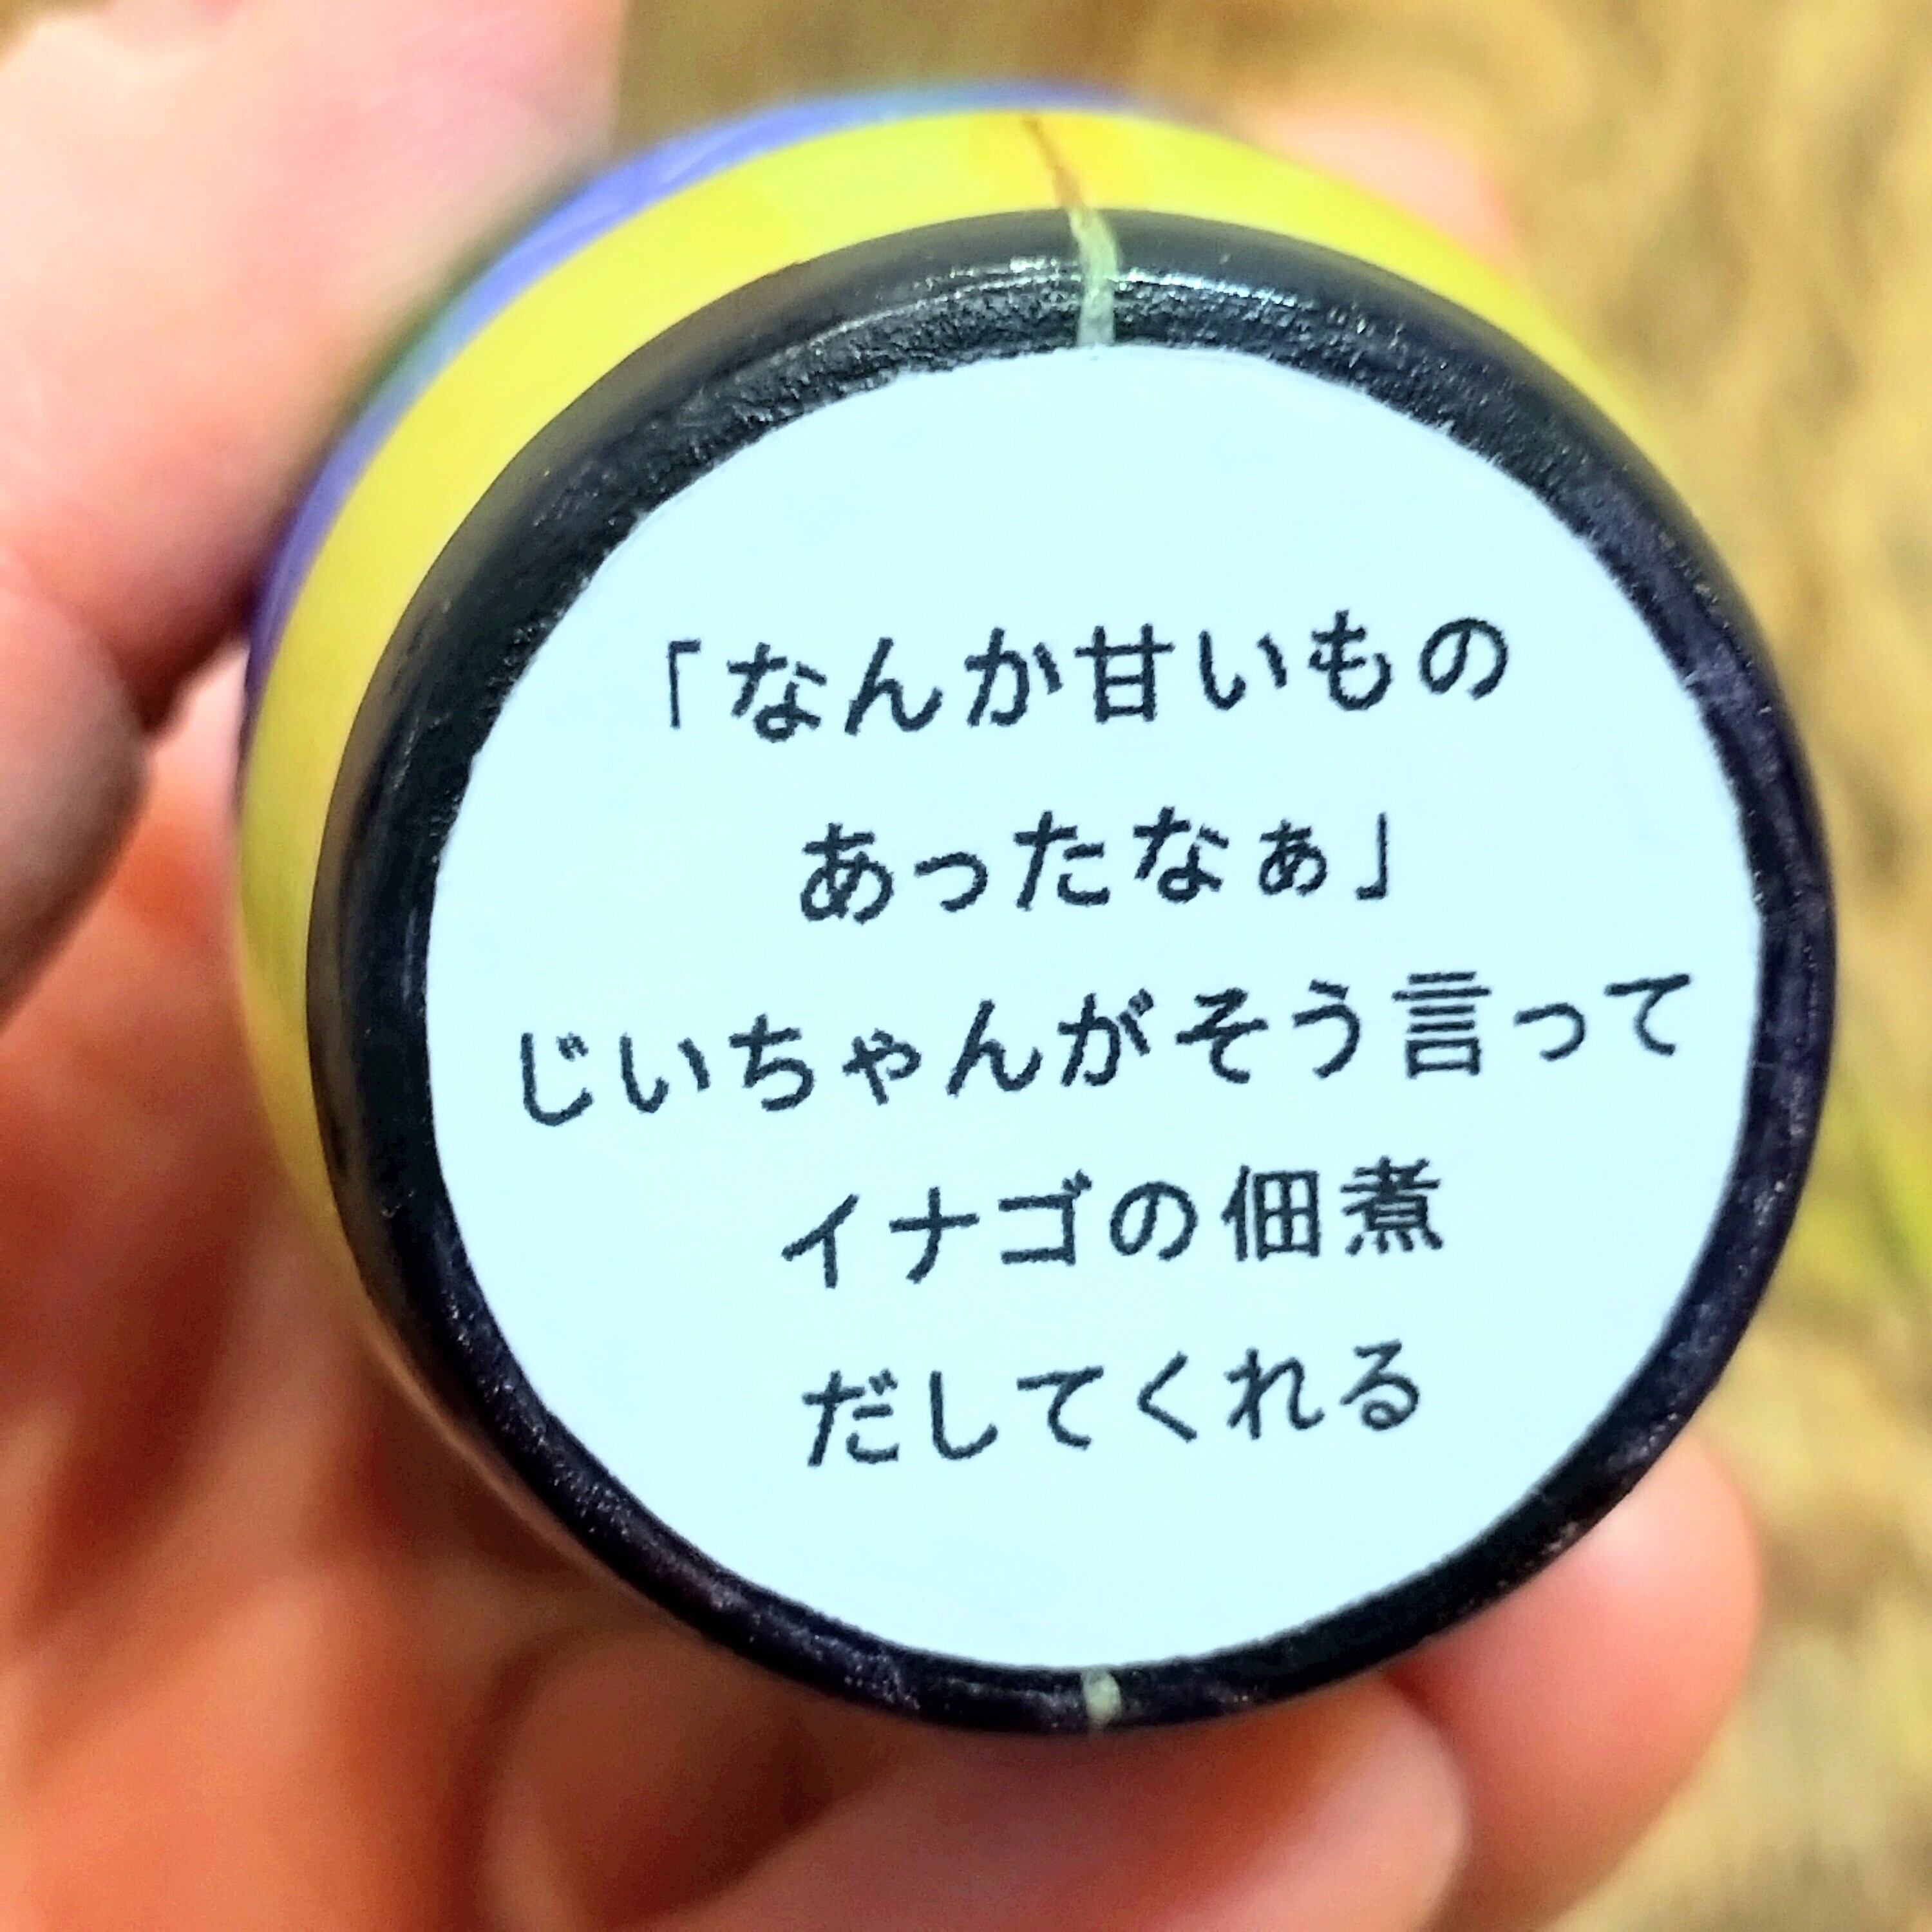 「なんか甘いもの
あったなぁ」
じいちゃんがそう言って
イナゴの佃煮
だしてくれる